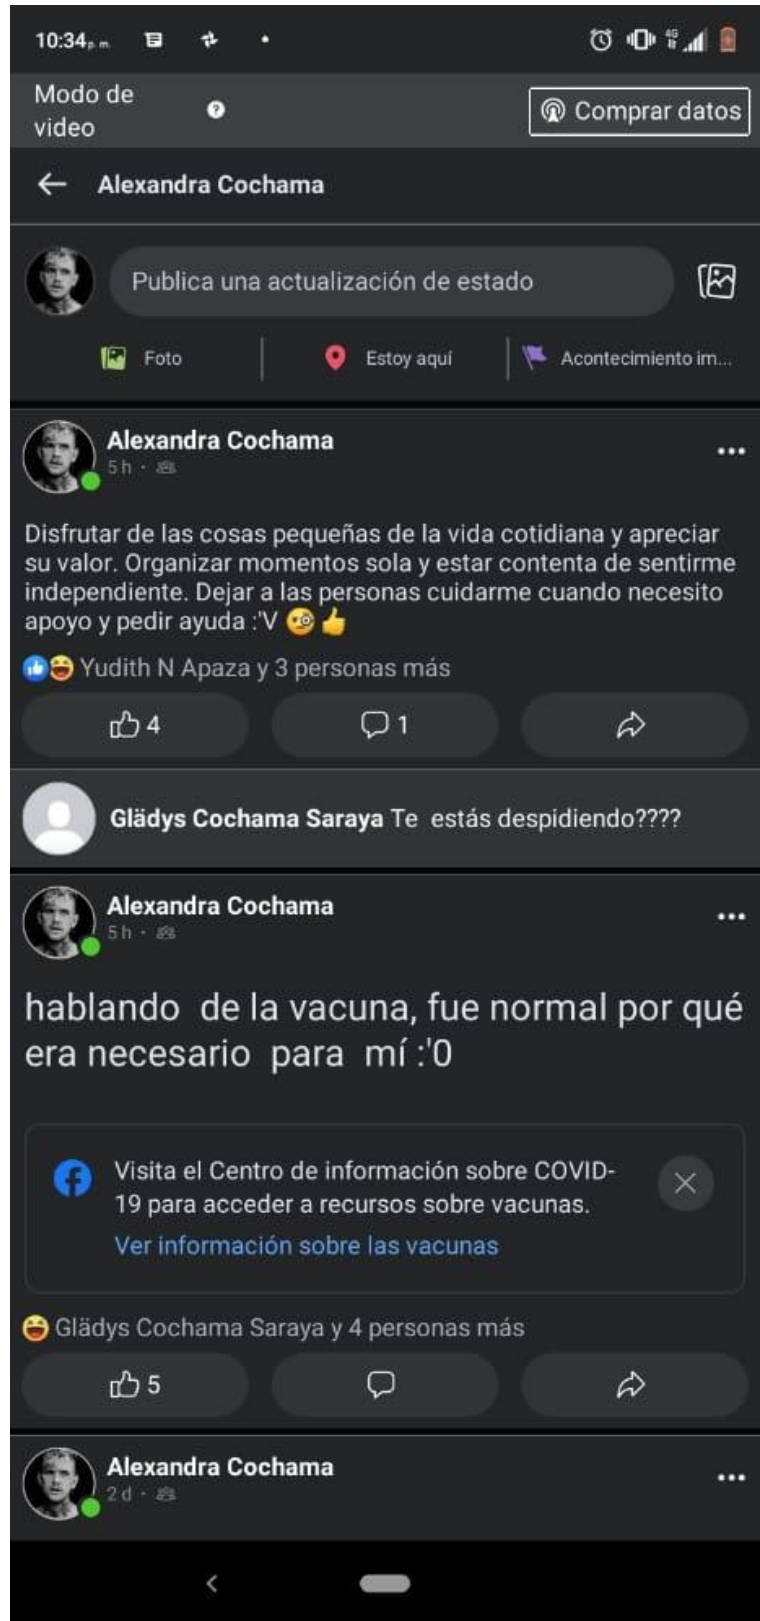 10:34p. m.
4G
Modo de
video
Comprar datos
Alexandra Cochama
Publica una actualización de estado
Foto
Estoy aquí
Acontecimiento im...
Alexandra Cochama
5 h ·
Disfrutar de las cosas pequeñas de la vida cotidiana y apreciar
su valor. Organizar momentos sola y estar contenta de sentirme
independiente. Dejar a las personas cuidarme cuando necesito
apoyo y pedir ayuda :'V 🧐👍
Yudith N Apaza y 3 personas más
4
1
Glädys Cochama Saraya Te estás despidiendo????
Alexandra Cochama
5 h ·
hablando de la vacuna, fue normal por qué
era necesario para mí :'0
Visita el Centro de información sobre COVID-
19 para acceder a recursos sobre vacunas.
Ver información sobre las vacunas
Glädys Cochama Saraya y 4 personas más
5
Alexandra Cochama
2 d ·